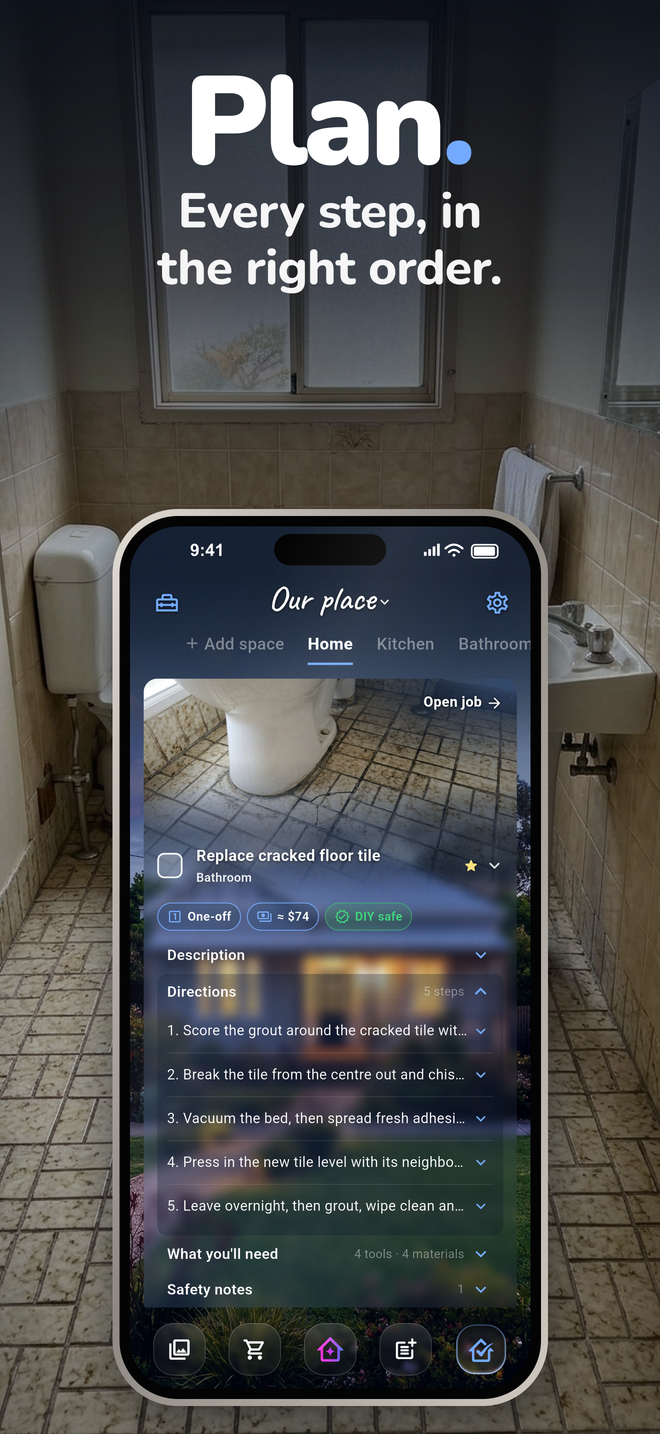 Plan.
Every step, in
the right order.
9:41
Our place
+ Add space Home Kitchen Bathroom
Open job →
Replace cracked floor tile
Bathroom
One-off ≈ $74 DIY safe
Description
Directions 5 steps
1. Score the grout around the cracked tile wit...
2. Break the tile from the centre out and chis...
3. Vacuum the bed, then spread fresh adhesi...
4. Press in the new tile level with its neighbo...
5. Leave overnight, then grout, wipe clean an...
What you'll need 4 tools · 4 materials
Safety notes 1